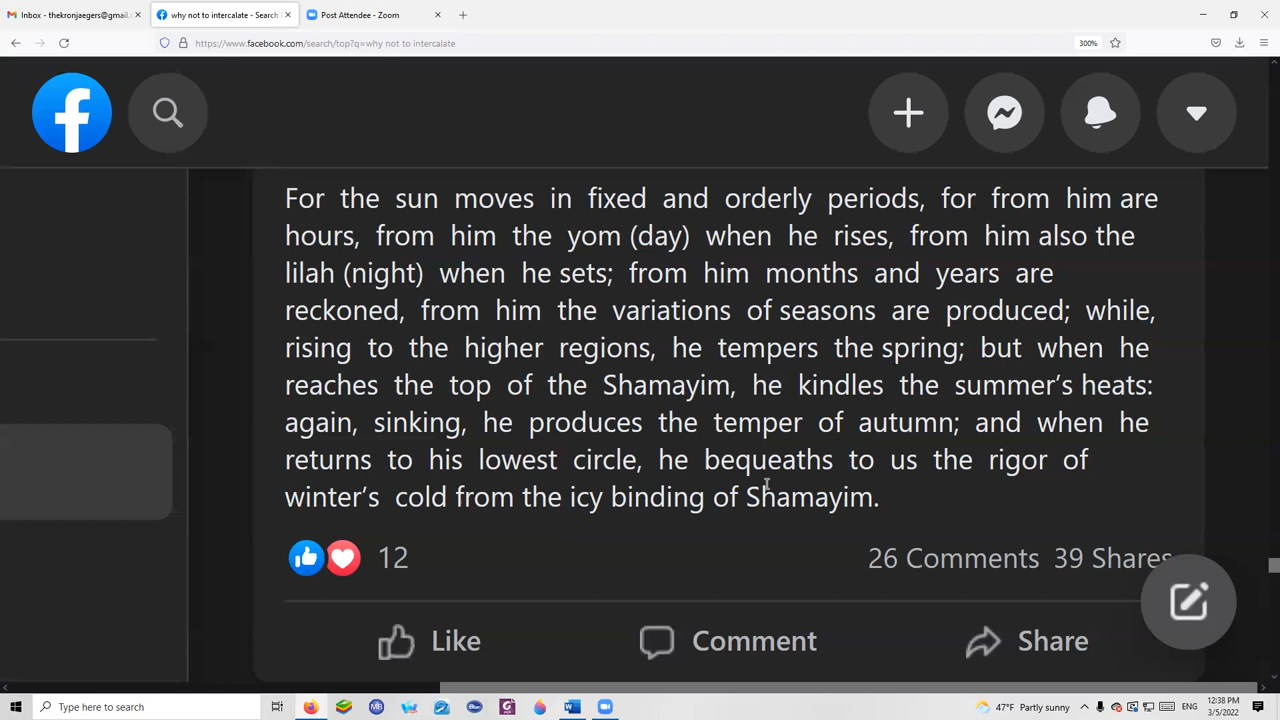 Inbox - thekronjaegers@gmail.c
why not to intercalate - Search
Post Attendee - Zoom
https://www.facebook.com/search/top?q=why not to intercalate
300%
For the sun moves in fixed and orderly periods, for from him are
hours, from him the yom (day) when he rises, from him also the
lilah (night) when he sets; from him months and years are
reckoned, from him the variations of seasons are produced; while,
rising to the higher regions, he tempers the spring; but when he
reaches the top of the Shamayim, he kindles the summer's heats:
again, sinking, he produces the temper of autumn; and when he
returns to his lowest circle, he bequeaths to us the rigor of
winter's cold from the icy binding of Shamayim.
12
26 Comments 39 Shares
Like
Comment
Share
Type here to search
47°F Partly sunny
ENG
12:38 PM
3/5/2022